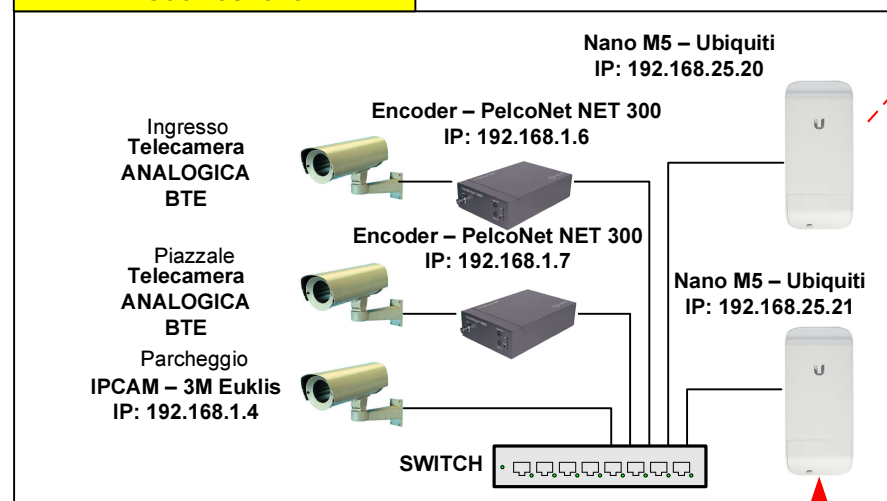 Nano M5 – Ubiquiti
IP: 192.168.25.20
Encoder – PelcoNet NET 300
IP: 192.168.1.6
Ingresso
Telecamera
ANALOGICA
BTE
Encoder – PelcoNet NET 300
IP: 192.168.1.7
Piazzale
Telecamera
ANALOGICA
BTE
Nano M5 – Ubiquiti
IP: 192.168.25.21
Parcheggio
IPCAM – 3M Euklis
IP: 192.168.1.4
SWITCH